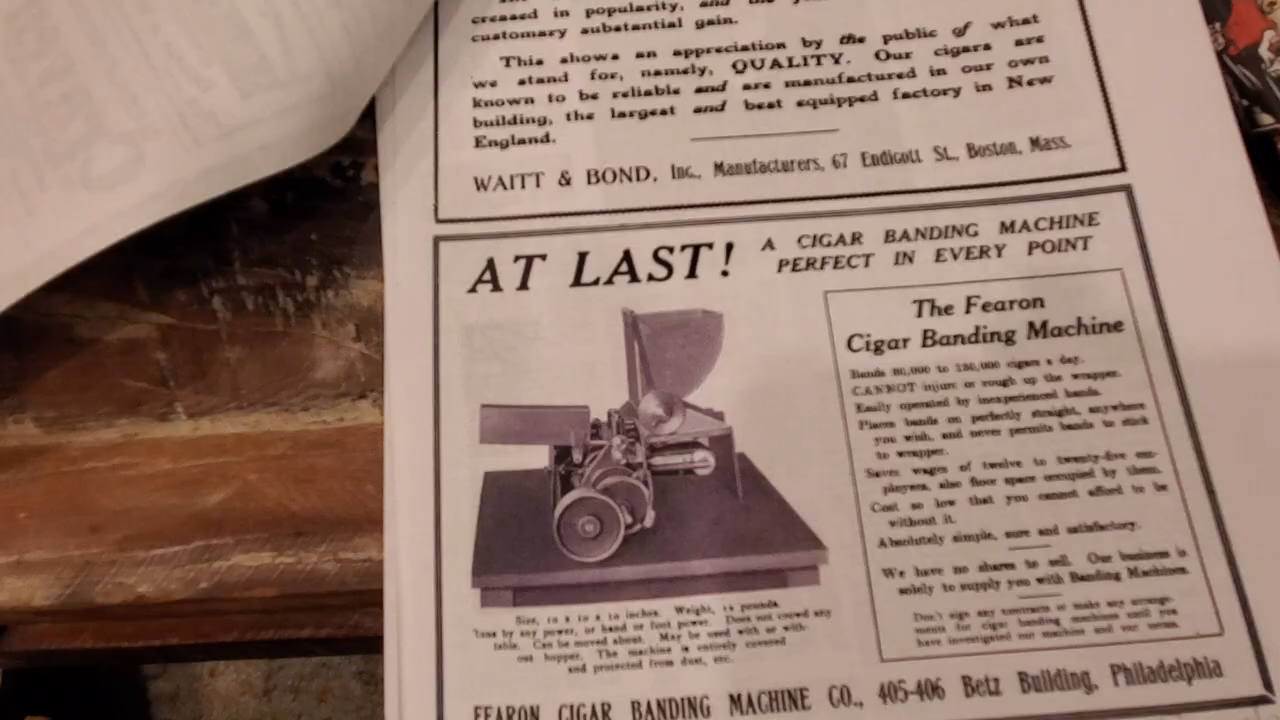 creased in popularity, and the
customary substantial gain.
This shows an appreciation by the public of what
we stand for, namely, QUALITY. Our cigars are
known to be reliable and are manufactured in our own
building, the largest and best equipped factory in New
England.
WAITT & BOND, Inc., Manufacturers, 67 Endicott St., Boston, Mass.
AT LAST!
A CIGAR BANDING MACHINE
PERFECT IN EVERY POINT
The Fearon
Cigar Banding Machine
Bands to cigars a day.
CANNOT injure or rough up the wrapper.
Easily operated by inexperienced hands.
Places bands on perfectly straight, anywhere
you wish, and never permits bands to stick
to wrapper.
Saves wages of twelve to twenty-five em-
ployees, also floor space occupied by them.
Cost so low that you cannot afford to be
without it.
Absolutely simple, sure and satisfactory.
We have no shares to sell. Our business is
solely to supply you with Banding Machines.
Don't sign any contracts or make any arrange-
ments for cigar banding machines until you
have investigated our machine and our terms.
Size, 10 x 10 x 10 inches. Weight, pounds.
by any power, or hand or foot power. Does not crowd any
table. Can be moved about. May be used with or with-
out hopper. The machine is entirely covered
and protected from dust, etc.
FEARON CIGAR BANDING MACHINE CO., 405-406 Betz Building, Philadelphia